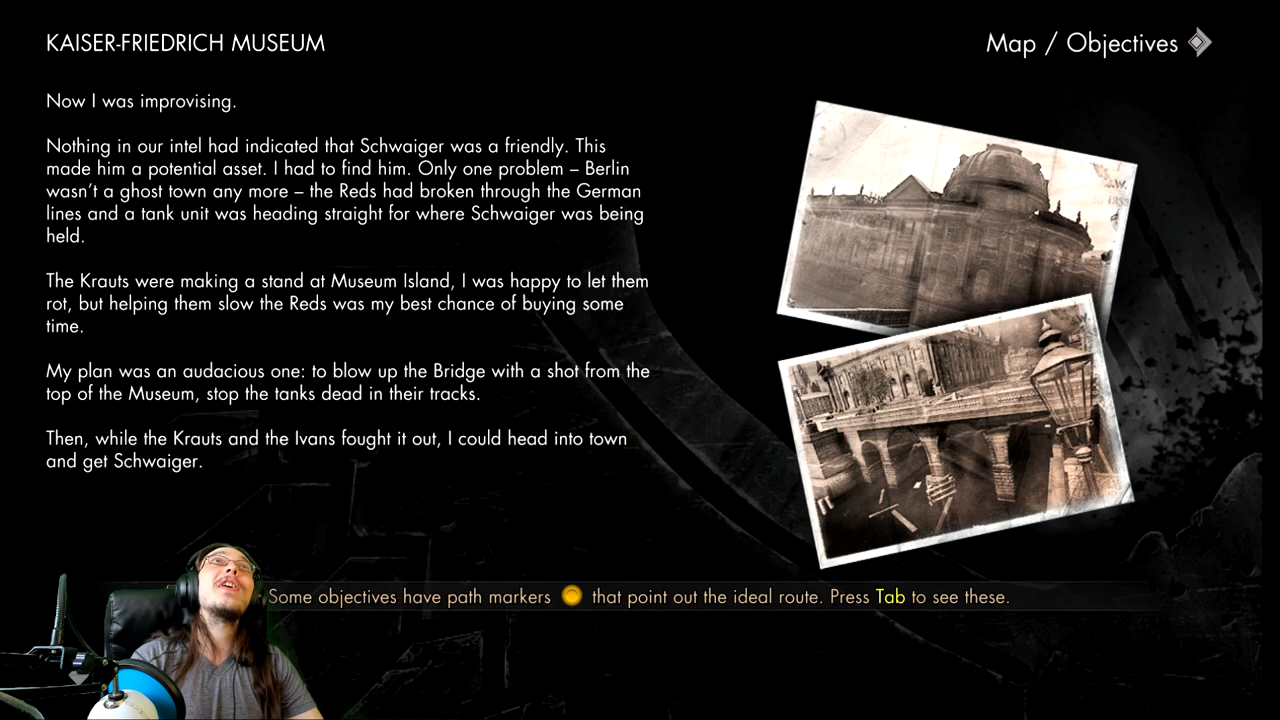 KAISER-FRIEDRICH MUSEUM
Map / Objectives
Now I was improvising.
Nothing in our intel had indicated that Schwaiger was a friendly. This
made him a potential asset. I had to find him. Only one problem – Berlin
wasn't a ghost town any more – the Reds had broken through the German
lines and a tank unit was heading straight for where Schwaiger was being
held.
The Krauts were making a stand at Museum Island, I was happy to let them
rot, but helping them slow the Reds was my best chance of buying some
time.
My plan was an audacious one: to blow up the Bridge with a shot from the
top of the Museum, stop the tanks dead in their tracks.
Then, while the Krauts and the Ivans fought it out, I could head into town
and get Schwaiger.
Some objectives have path markers that point out the ideal route. Press Tab to see these.